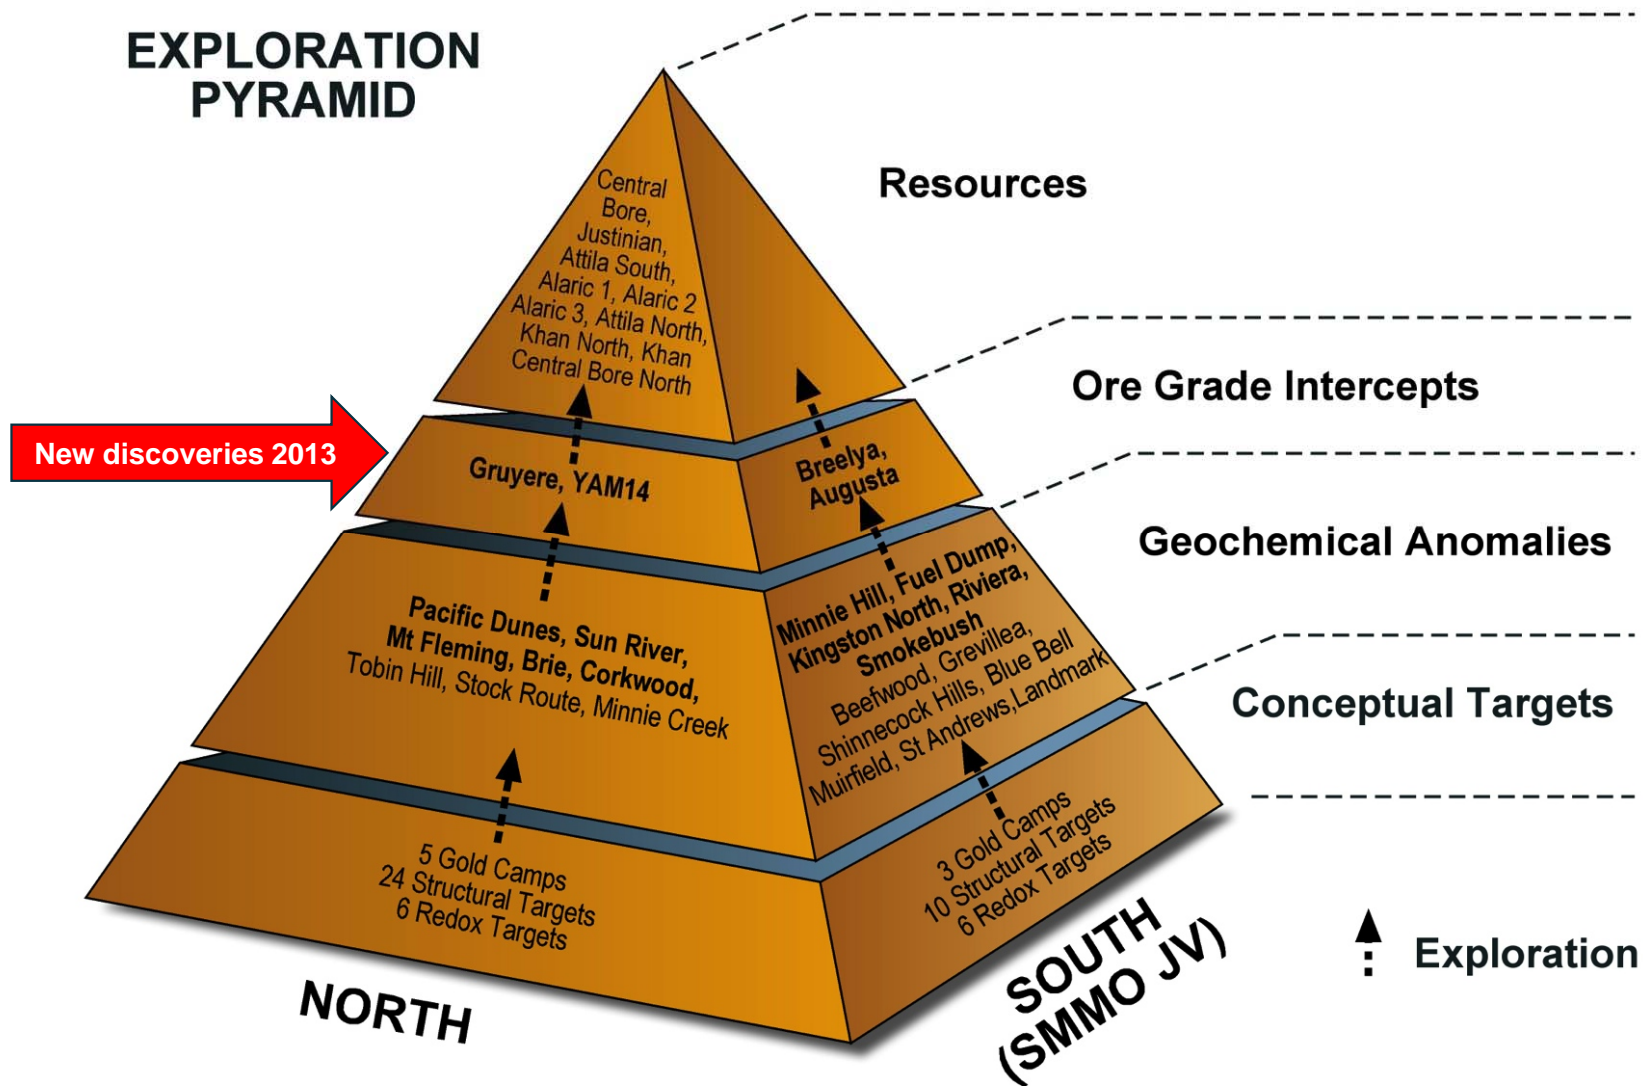 EXPLORATION
PYRAMID
Resources
Central
Bore,
Justinian,
Attila South,
Alaric 1, Alaric 2
Alaric 3, Attila North,
Khan North, Khan
Central Bore North
Ore Grade Intercepts
New discoveries 2013
Gruyere, YAM14
Breelya,
Augusta
Geochemical Anomalies
Pacific Dunes, Sun River,
Mt Fleming, Brie, Corkwood,
Tobin Hill, Stock Route, Minnie Creek
Minnie Hill, Fuel Dump,
Kingston North, Riviera,
Smokebush
Beefwood, Grevillea,
Shinnecock Hills, Blue Bell
Muirfield, St Andrews,Landmark
Conceptual Targets
5 Gold Camps
24 Structural Targets
6 Redox Targets
3 Gold Camps
10 Structural Targets
6 Redox Targets
NORTH
SOUTH
(SMMO JV)
Exploration